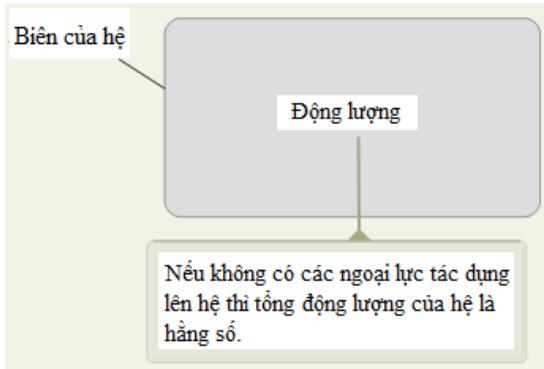 Biên của hệ
Động lượng
Nếu không có các ngoại lực tác dụng
lên hệ thì tổng động lượng của hệ là
hằng số.